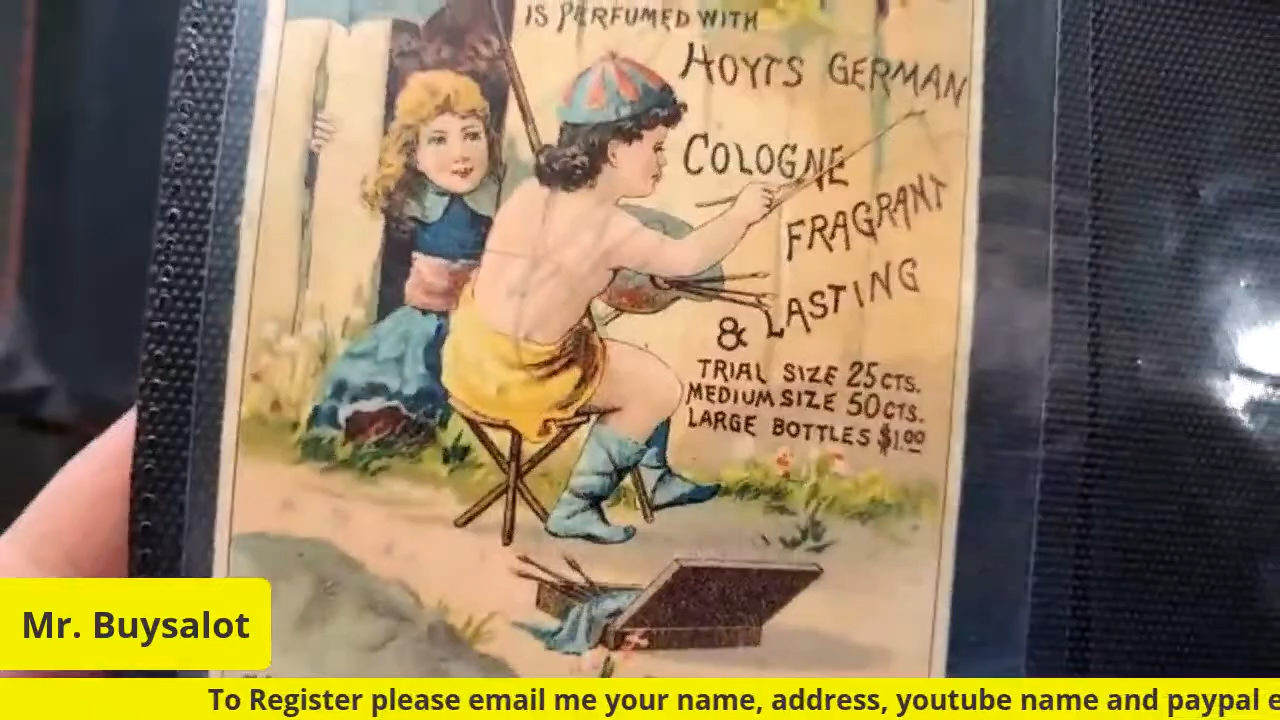 IS PERFUMED WITH
HOYT'S GERMAN
COLOGNE
FRAGRANT
& LASTING
TRIAL SIZE 25 CTS.
MEDIUM SIZE 50 CTS.
LARGE BOTTLES $1.00
Mr. Buysalot
To Register please email me your name, address, youtube name and paypal e